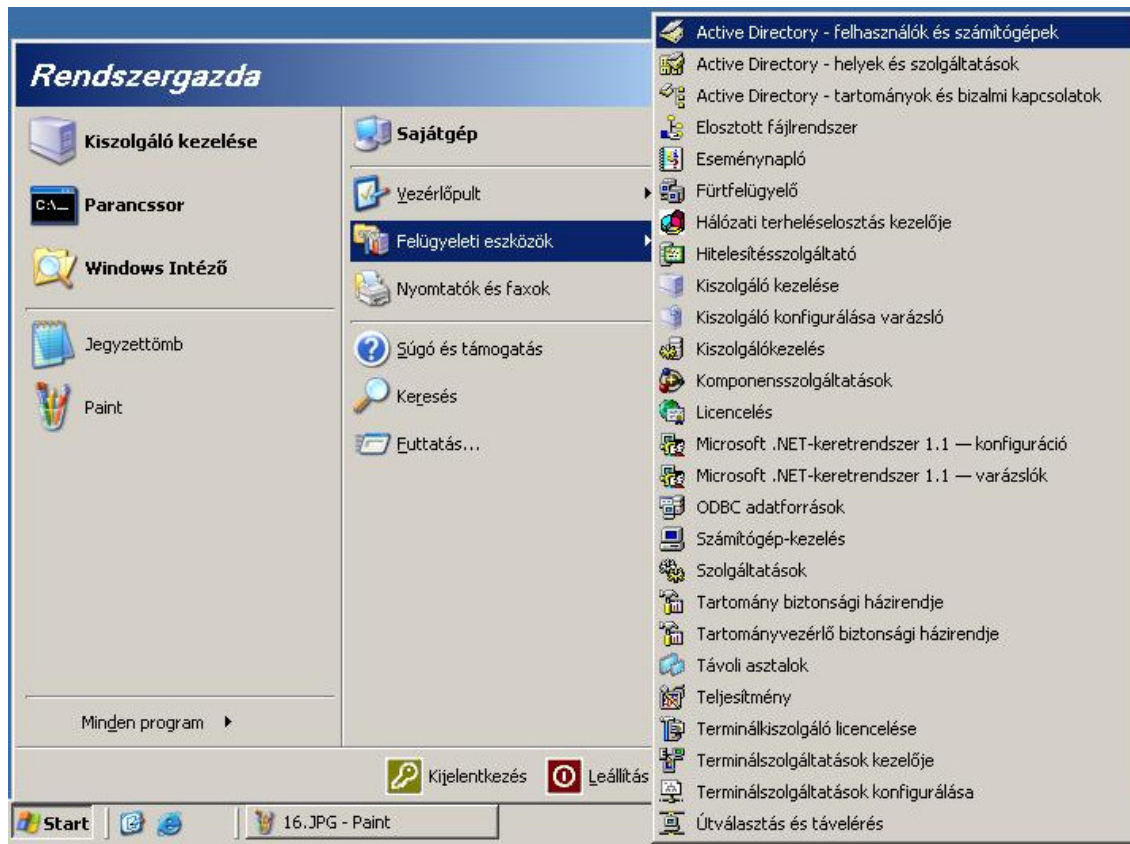 Rendszergazda
Kiszolgáló kezelése
Parancssor
Windows Intéző
Jegyzettömb
Paint
Minden program
Sajátgép
Vezérlőpult
Felügyeleti eszközök
Nyomtatók és faxok
Súgó és támogatás
Keresés
Futtatás...
Kijelentkezés
Leállítás
Active Directory - felhasználók és számítógépek
Active Directory - helyek és szolgáltatások
Active Directory - tartományok és bizalmi kapcsolatok
Elosztott fájlrendszer
Eseménynapló
Fürtfelügyelő
Hálózati terheléselosztás kezelője
Hitelesítésszolgáltató
Kiszolgáló kezelése
Kiszolgáló konfigurálása varázsló
Kiszolgálókezelés
Komponensszolgáltatások
Licencelés
Microsoft .NET-keretrendszer 1.1 — konfiguráció
Microsoft .NET-keretrendszer 1.1 — varázslók
ODBC adatforrások
Számítógép-kezelés
Szolgáltatások
Tartomány biztonsági házirendje
Tartományvezérlő biztonsági házirendje
Távoli asztalok
Teljesítmény
Terminálkiszolgáló licencelése
Terminálszolgáltatások kezelője
Terminálszolgáltatások konfigurálása
Útválasztás és távelérés
Start
16.JPG - Paint